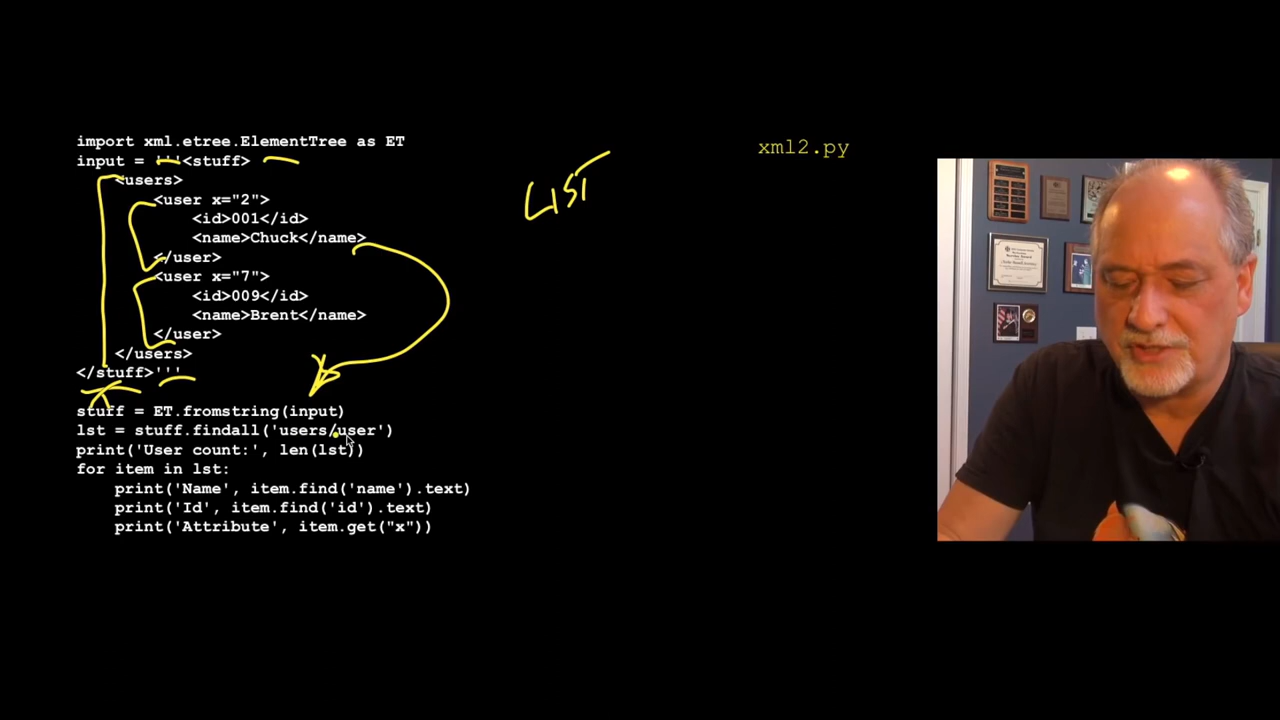 import xml.etree.ElementTree as ET
input = '''<stuff>
    <users>
        <user x="2">
            <id>001</id>
            <name>Chuck</name>
        </user>
        <user x="7">
            <id>009</id>
            <name>Brent</name>
        </user>
    </users>
</stuff>'''
stuff = ET.fromstring(input)
lst = stuff.findall('users/user')
print('User count:', len(lst))
for item in lst:
    print('Name', item.find('name').text)
    print('Id', item.find('id').text)
    print('Attribute', item.get("x"))
LIST
xml2.py